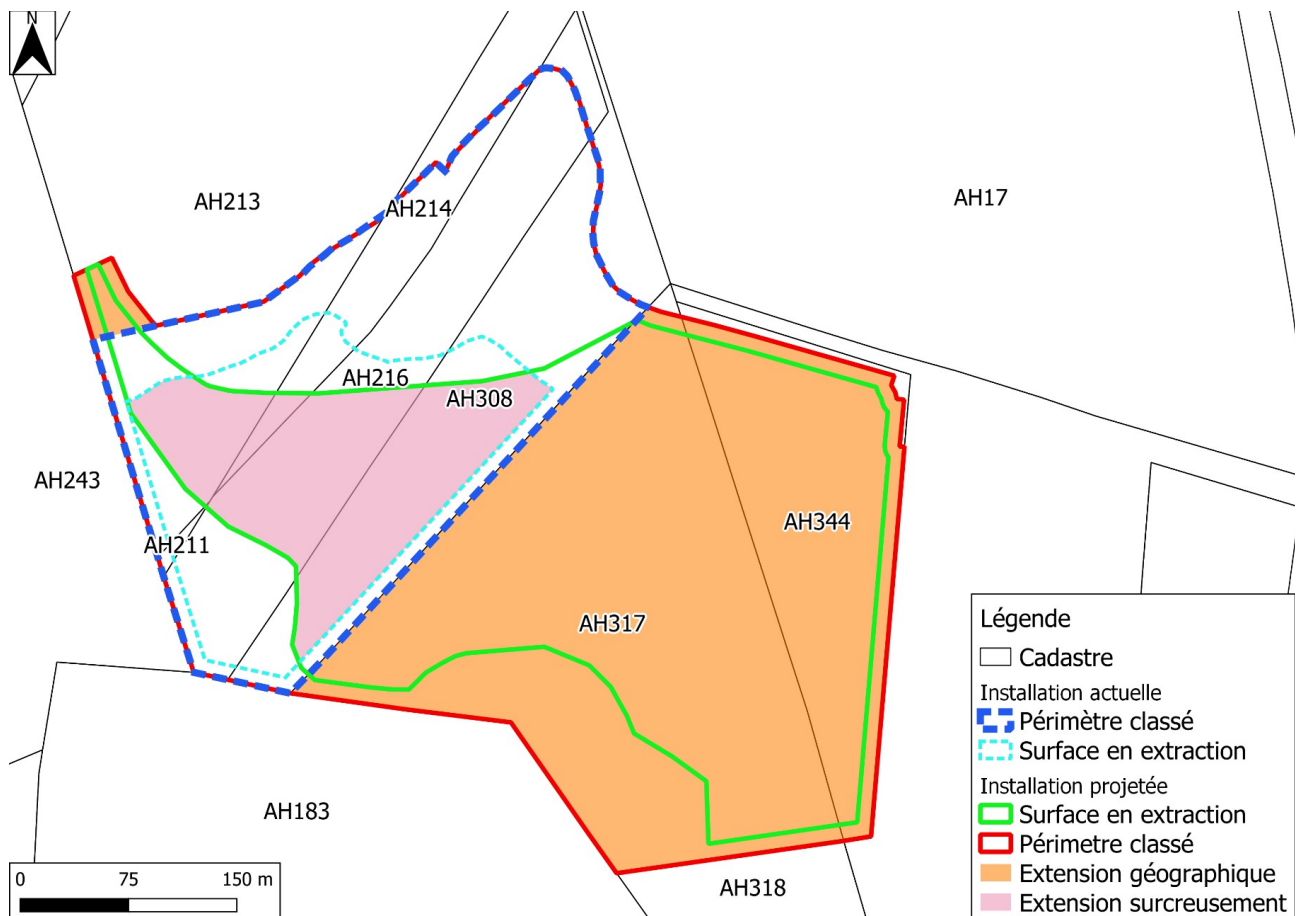 N
AH213
AH214
AH17
AH216
AH308
AH243
AH211
AH344
AH317
AH183
AH318
Légende
Cadastre
Installation actuelle
Périmètre classé
Surface en extraction
Installation projetée
Surface en extraction
Périmetre classé
Extension géographique
Extension surcreusement
0 75 150 m